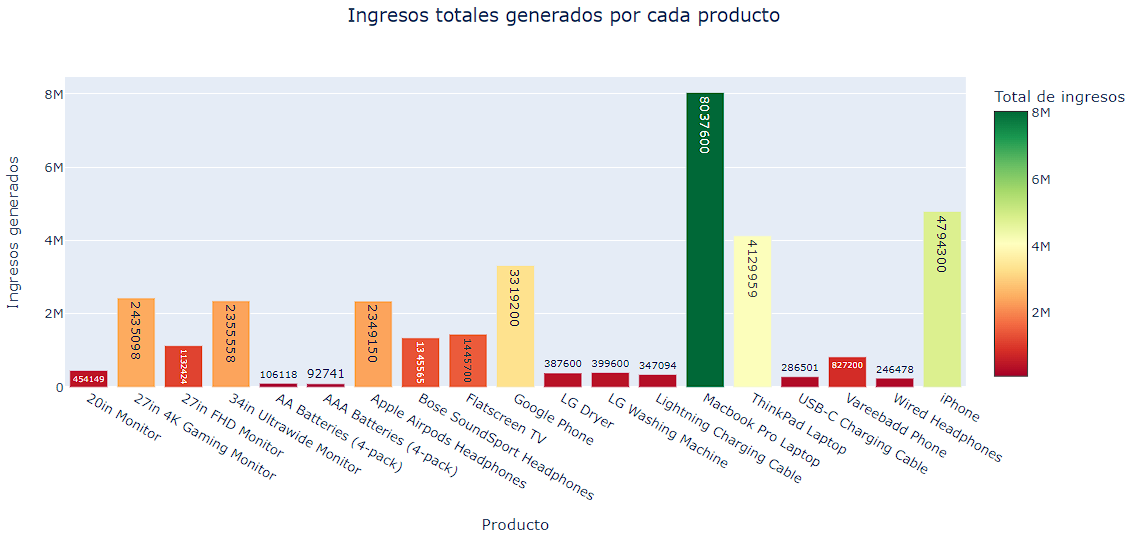 Ingresos totales generados por cada producto
Ingresos generados
8M
6M
4M
2M
0
454149
2435098
1132424
2355558
106118
92741
2349150
1345565
1445700
3319200
387600
399600
347094
8037600
4129959
286501
827200
246478
4794300
20in Monitor
27in 4K Gaming Monitor
27in FHD Monitor
34in Ultrawide Monitor
AA Batteries (4-pack)
AAA Batteries (4-pack)
Apple Airpods Headphones
Bose SoundSport Headphones
Flatscreen TV
Google Phone
LG Dryer
LG Washing Machine
Lightning Charging Cable
Macbook Pro Laptop
ThinkPad Laptop
USB-C Charging Cable
Vareebadd Phone
Wired Headphones
iPhone
Producto
Total de ingresos
8M
6M
4M
2M